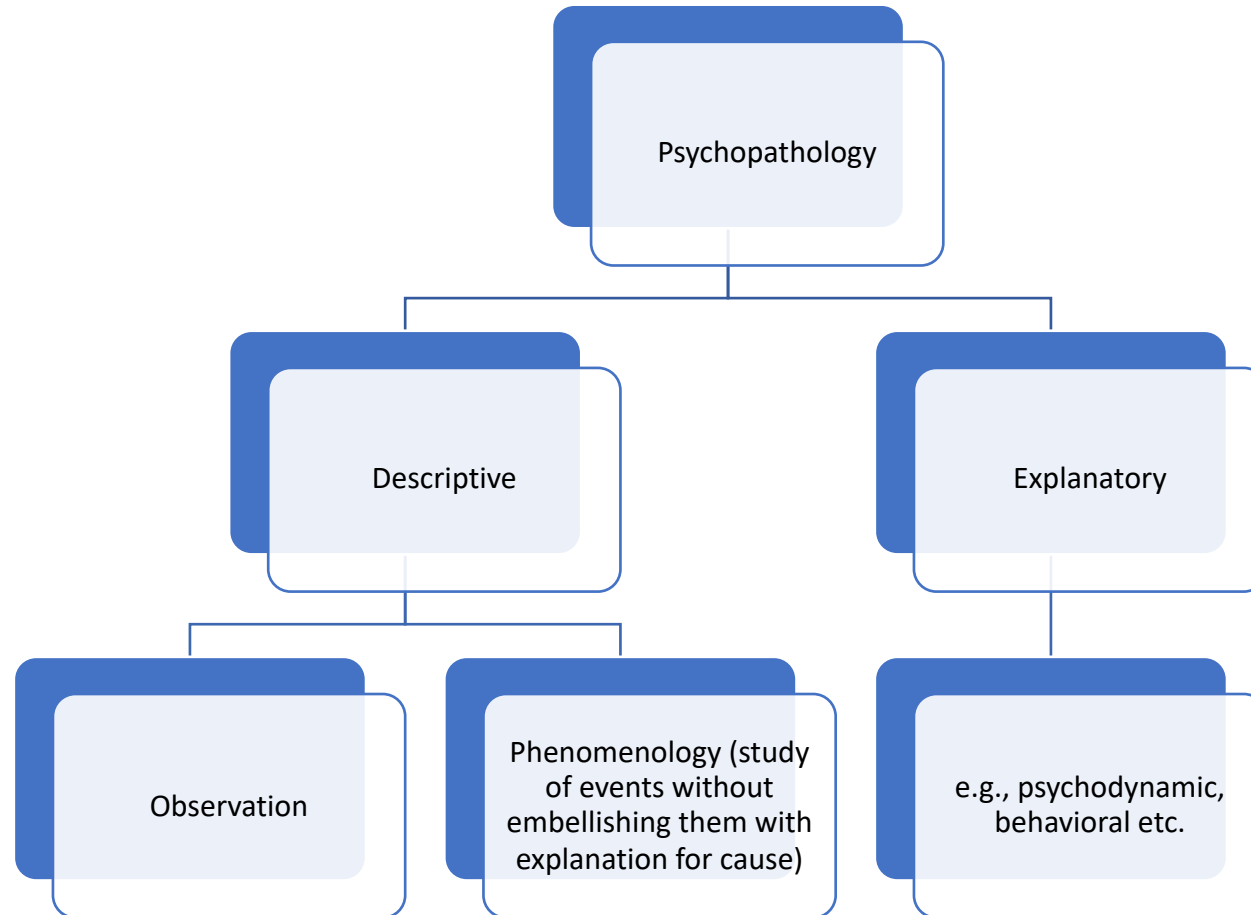 Psychopathology
Descriptive
Explanatory
Observation
Phenomenology (study
of events without
embellishing them with
explanation for cause)
e.g., psychodynamic,
behavioral etc.